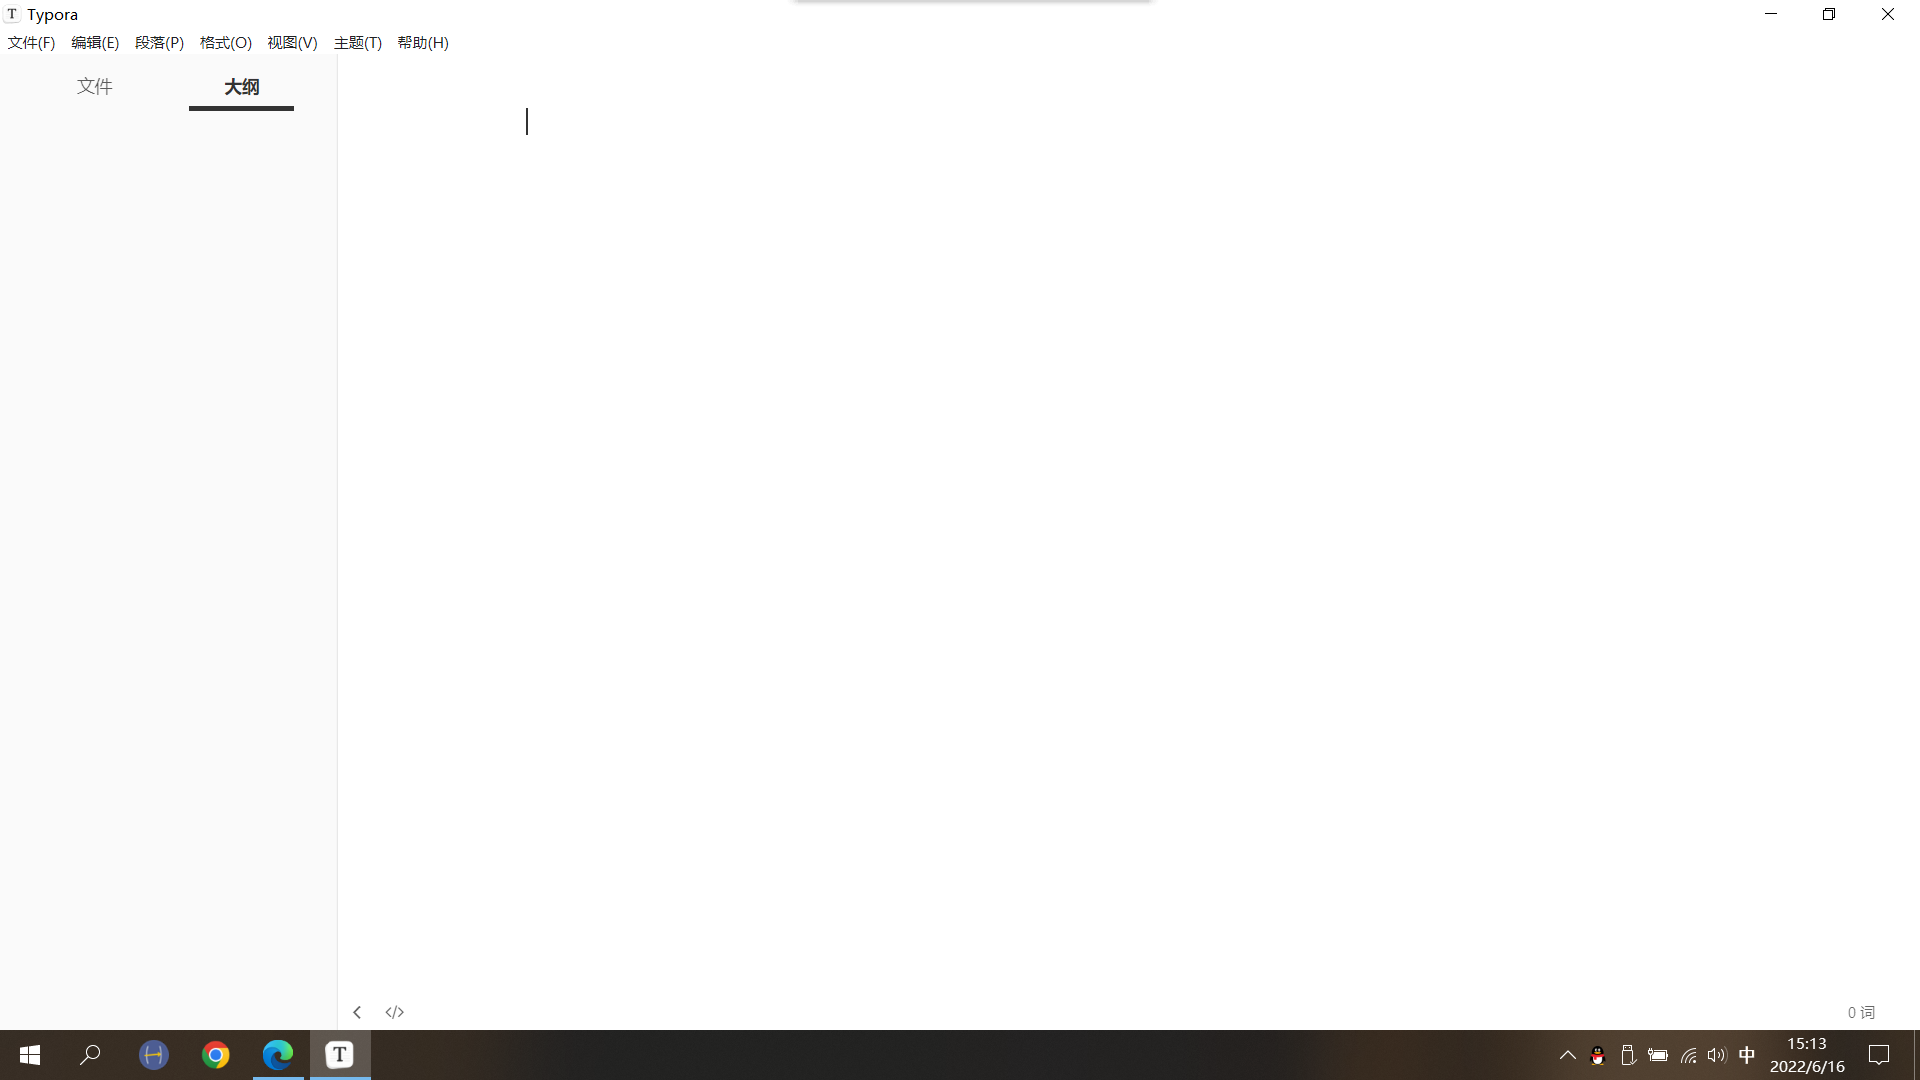 Typora
文件(F) 编辑(E) 段落(P) 格式(O) 视图(V) 主题(T) 帮助(H)
文件 大纲
</> 0 词
中 15:13
2022/6/16